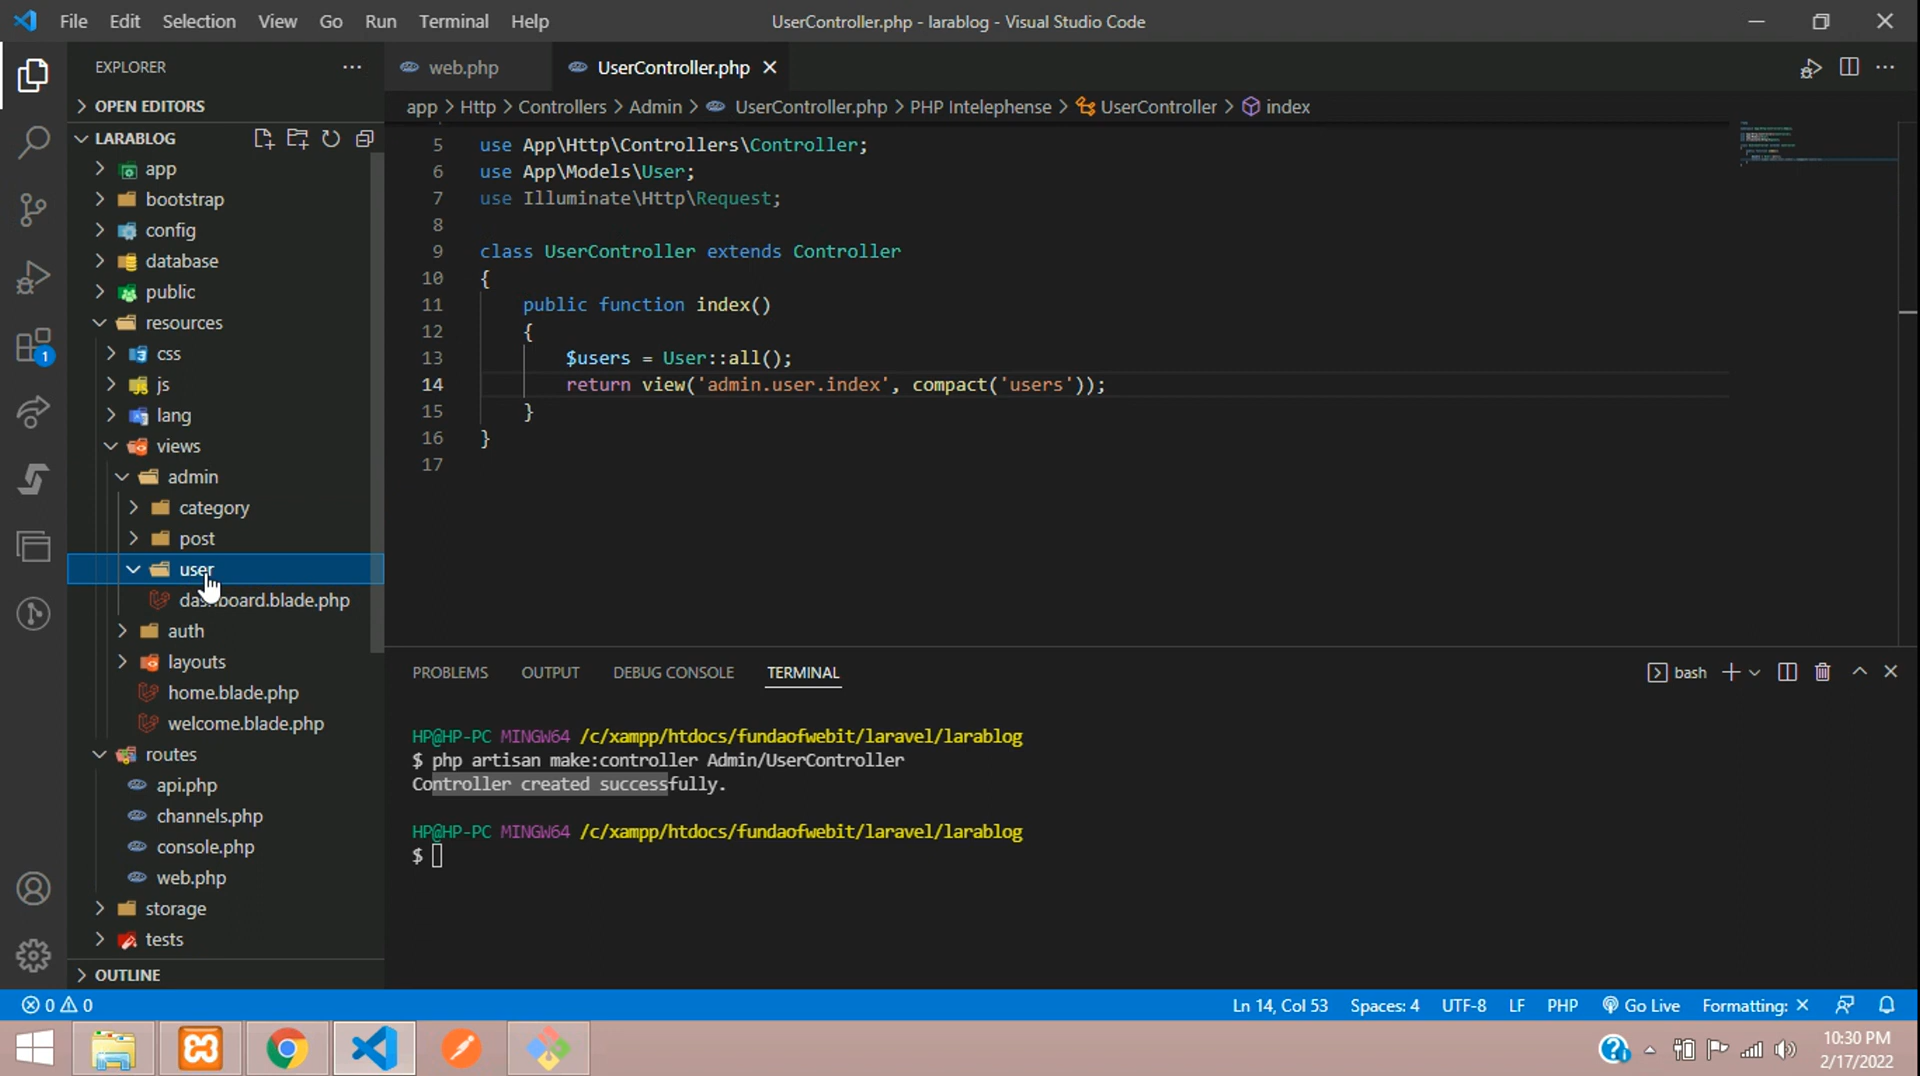 File Edit Selection View Go Run Terminal Help UserController.php - larablog - Visual Studio Code
EXPLORER
OPEN EDITORS
LARABLOG
app
bootstrap
config
database
public
resources
css
js
lang
views
admin
category
post
user
dashboard.blade.php
auth
layouts
home.blade.php
welcome.blade.php
routes
api.php
channels.php
console.php
web.php
storage
tests
OUTLINE
1
web.php UserController.php
app > Http > Controllers > Admin > UserController.php > PHP Intelephense > UserController > index
5 use App\Http\Controllers\Controller;
6 use App\Models\User;
7 use Illuminate\Http\Request;
8
9 class UserController extends Controller
10 {
11 public function index()
12 {
13 $users = User::all();
14 return view('admin.user.index', compact('users'));
15 }
16 }
17
PROBLEMS OUTPUT DEBUG CONSOLE TERMINAL bash
HP@HP-PC MINGW64 /c/xampp/htdocs/fundaofwebit/laravel/larablog
$ php artisan make:controller Admin/UserController
Controller created successfully.
HP@HP-PC MINGW64 /c/xampp/htdocs/fundaofwebit/laravel/larablog
$
0 0 Ln 14, Col 53 Spaces: 4 UTF-8 LF PHP Go Live Formatting: ×
10:30 PM
2/17/2022